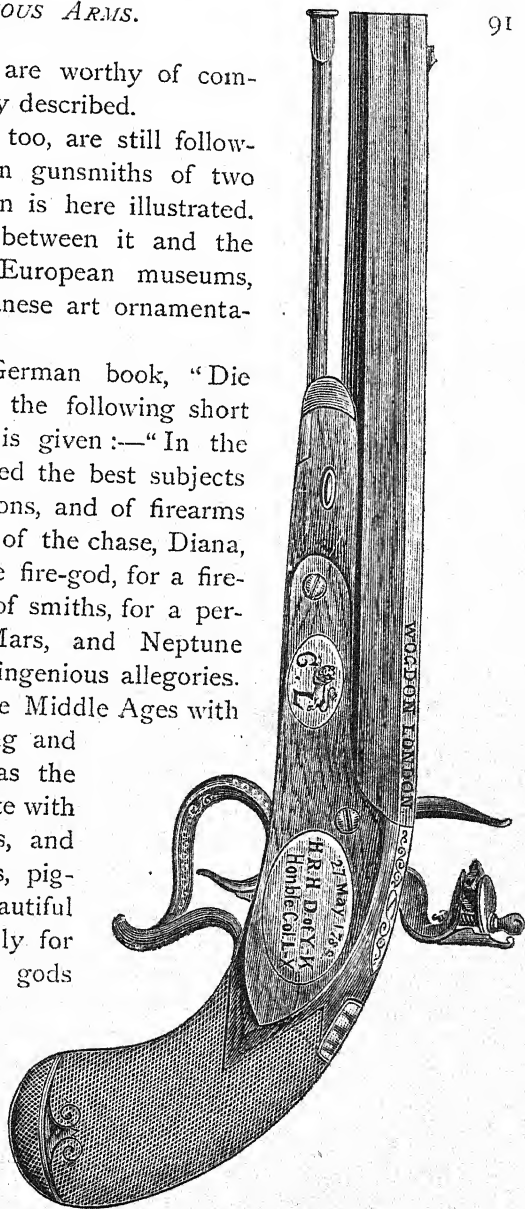 OUS ARMS. 91
are worthy of com-
y described.
too, are still follow-
n gunsmiths of two
n is here illustrated.
between it and the
European museums,
anese art ornamenta-
German book, "Die
the following short
is given :—"In the
ed the best subjects
ons, and of firearms
of the chase, Diana,
e fire-god, for a fire-
of smiths, for a per-
Mars, and Neptune
ingenious allegories.
e Middle Ages with
g and
as the
te with
s, and
s, pig-
autiful
ly for
gods
WOGDON LONDON
G. L.
27 May, 1789
H.R.H DofY-K
Honble Col L-X